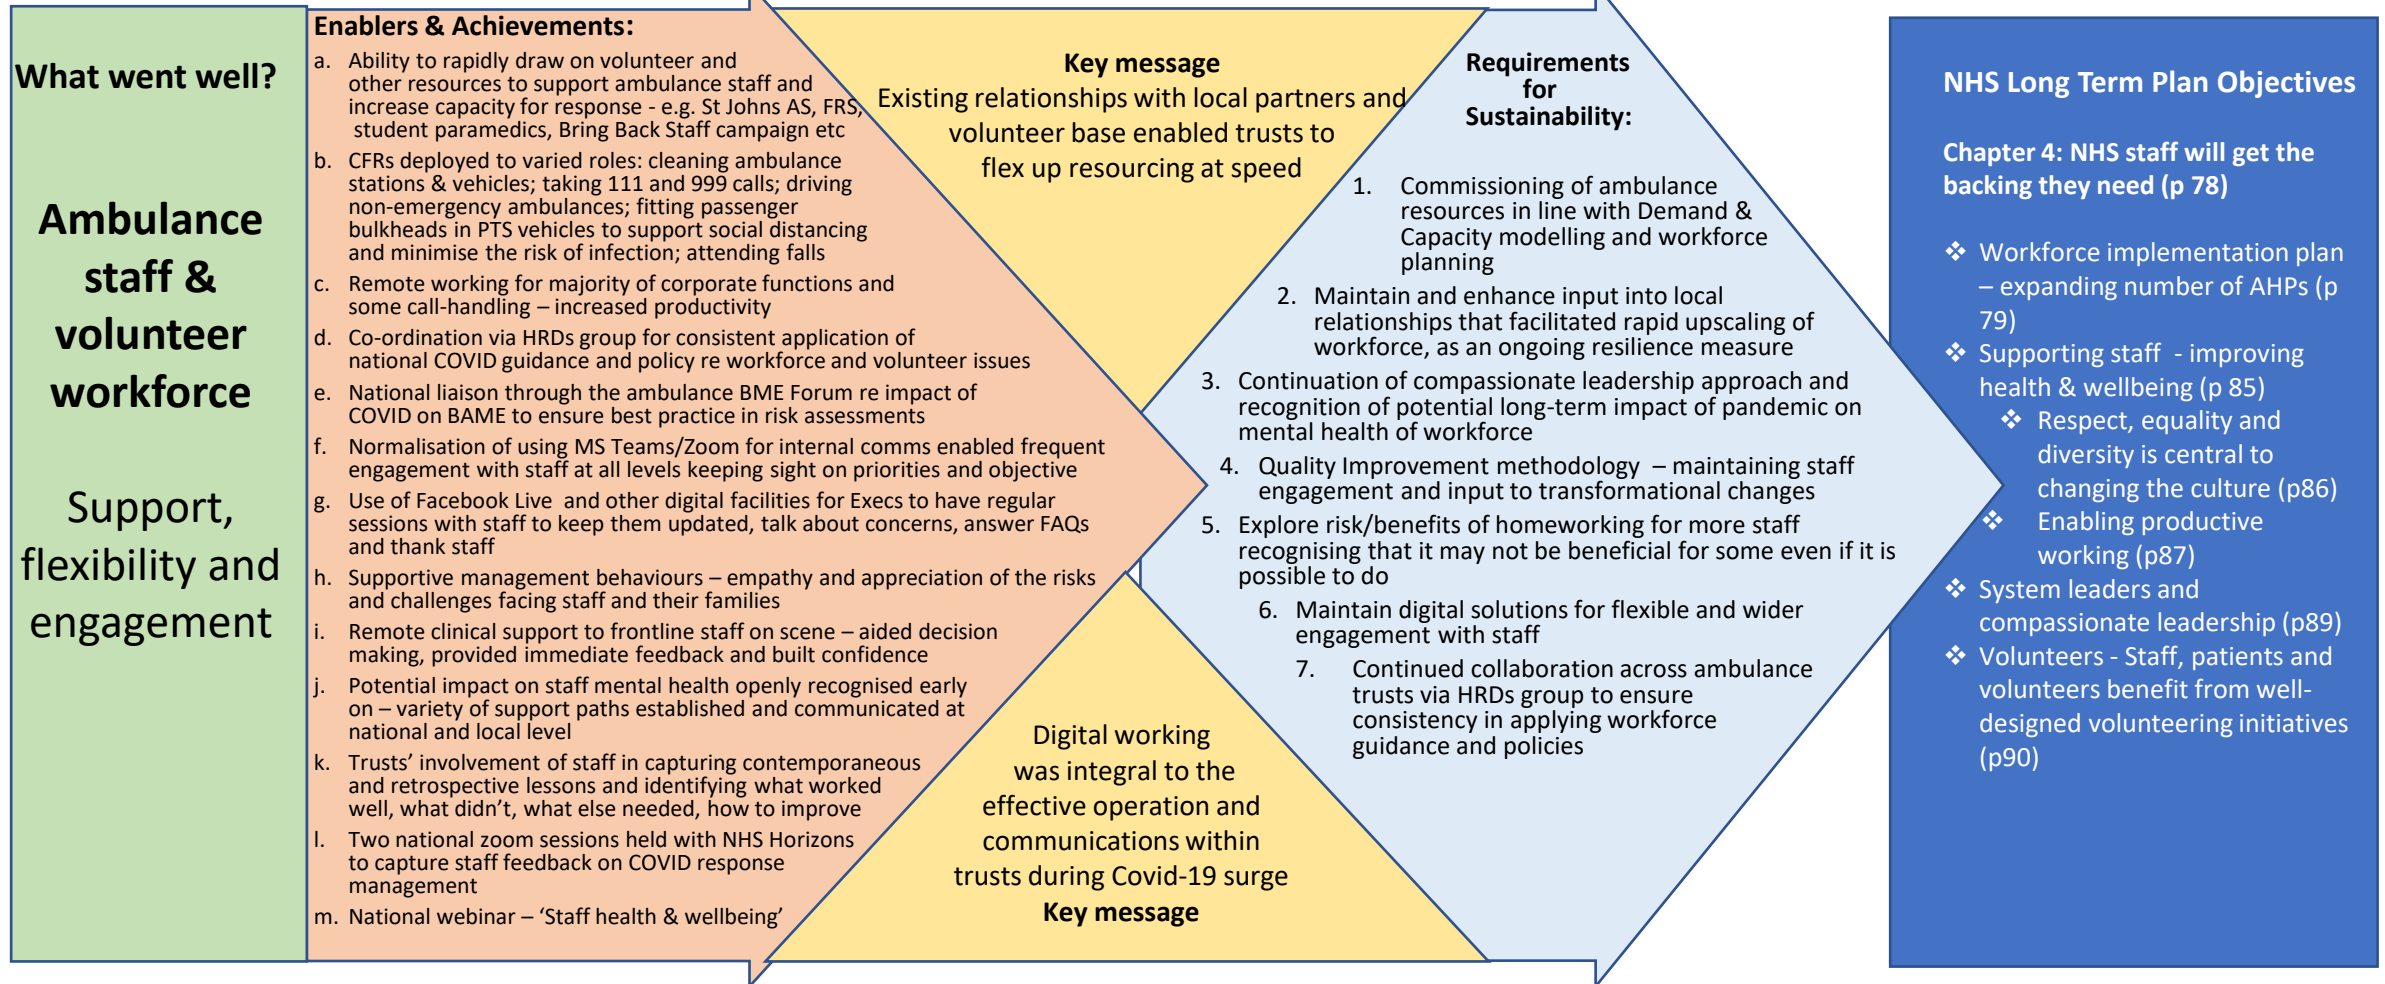 What went well?
Ambulance
staff &
volunteer
workforce
Support,
flexibility and
engagement
Enablers & Achievements:
a. Ability to rapidly draw on volunteer and
other resources to support ambulance staff and
increase capacity for response - e.g. St Johns AS, FRS,
student paramedics, Bring Back Staff campaign etc
b. CFRs deployed to varied roles: cleaning ambulance
stations & vehicles; taking 111 and 999 calls; driving
non-emergency ambulances; fitting passenger
bulkheads in PTS vehicles to support social distancing
and minimise the risk of infection; attending falls
c. Remote working for majority of corporate functions and
some call-handling – increased productivity
d. Co-ordination via HRDs group for consistent application of
national COVID guidance and policy re workforce and volunteer issues
e. National liaison through the ambulance BME Forum re impact of
COVID on BAME to ensure best practice in risk assessments
f. Normalisation of using MS Teams/Zoom for internal comms enabled frequent
engagement with staff at all levels keeping sight on priorities and objective
g. Use of Facebook Live and other digital facilities for Execs to have regular
sessions with staff to keep them updated, talk about concerns, answer FAQs
and thank staff
h. Supportive management behaviours – empathy and appreciation of the risks
and challenges facing staff and their families
i. Remote clinical support to frontline staff on scene – aided decision
making, provided immediate feedback and built confidence
j. Potential impact on staff mental health openly recognised early
on – variety of support paths established and communicated at
national and local level
k. Trusts’ involvement of staff in capturing contemporaneous
and retrospective lessons and identifying what worked
well, what didn’t, what else needed, how to improve
l. Two national zoom sessions held with NHS Horizons
to capture staff feedback on COVID response
management
m. National webinar – ‘Staff health & wellbeing’
Key message
Existing relationships with local partners and
volunteer base enabled trusts to
flex up resourcing at speed
Digital working
was integral to the
effective operation and
communications within
trusts during Covid-19 surge
Key message
Requirements
for
Sustainability:
1. Commissioning of ambulance
resources in line with Demand &
Capacity modelling and workforce
planning
2. Maintain and enhance input into local
relationships that facilitated rapid upscaling of
workforce, as an ongoing resilience measure
3. Continuation of compassionate leadership approach and
recognition of potential long-term impact of pandemic on
mental health of workforce
4. Quality Improvement methodology – maintaining staff
engagement and input to transformational changes
5. Explore risk/benefits of homeworking for more staff
recognising that it may not be beneficial for some even if it is
possible to do
6. Maintain digital solutions for flexible and wider
engagement with staff
7. Continued collaboration across ambulance
trusts via HRDs group to ensure
consistency in applying workforce
guidance and policies
NHS Long Term Plan Objectives
Chapter 4: NHS staff will get the
backing they need (p 78)
❖ Workforce implementation plan
– expanding number of AHPs (p
79)
❖ Supporting staff - improving
health & wellbeing (p 85)
❖ Respect, equality and
diversity is central to
changing the culture (p86)
❖ Enabling productive
working (p87)
❖ System leaders and
compassionate leadership (p89)
❖ Volunteers - Staff, patients and
volunteers benefit from well-
designed volunteering initiatives
(p90)